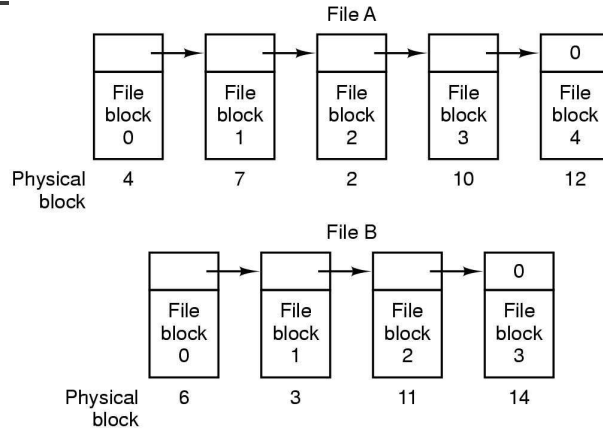 File A
0
File block 0
File block 1
File block 2
File block 3
File block 4
Physical block
4 7 2 10 12
File B
0
File block 0
File block 1
File block 2
File block 3
Physical block
6 3 11 14